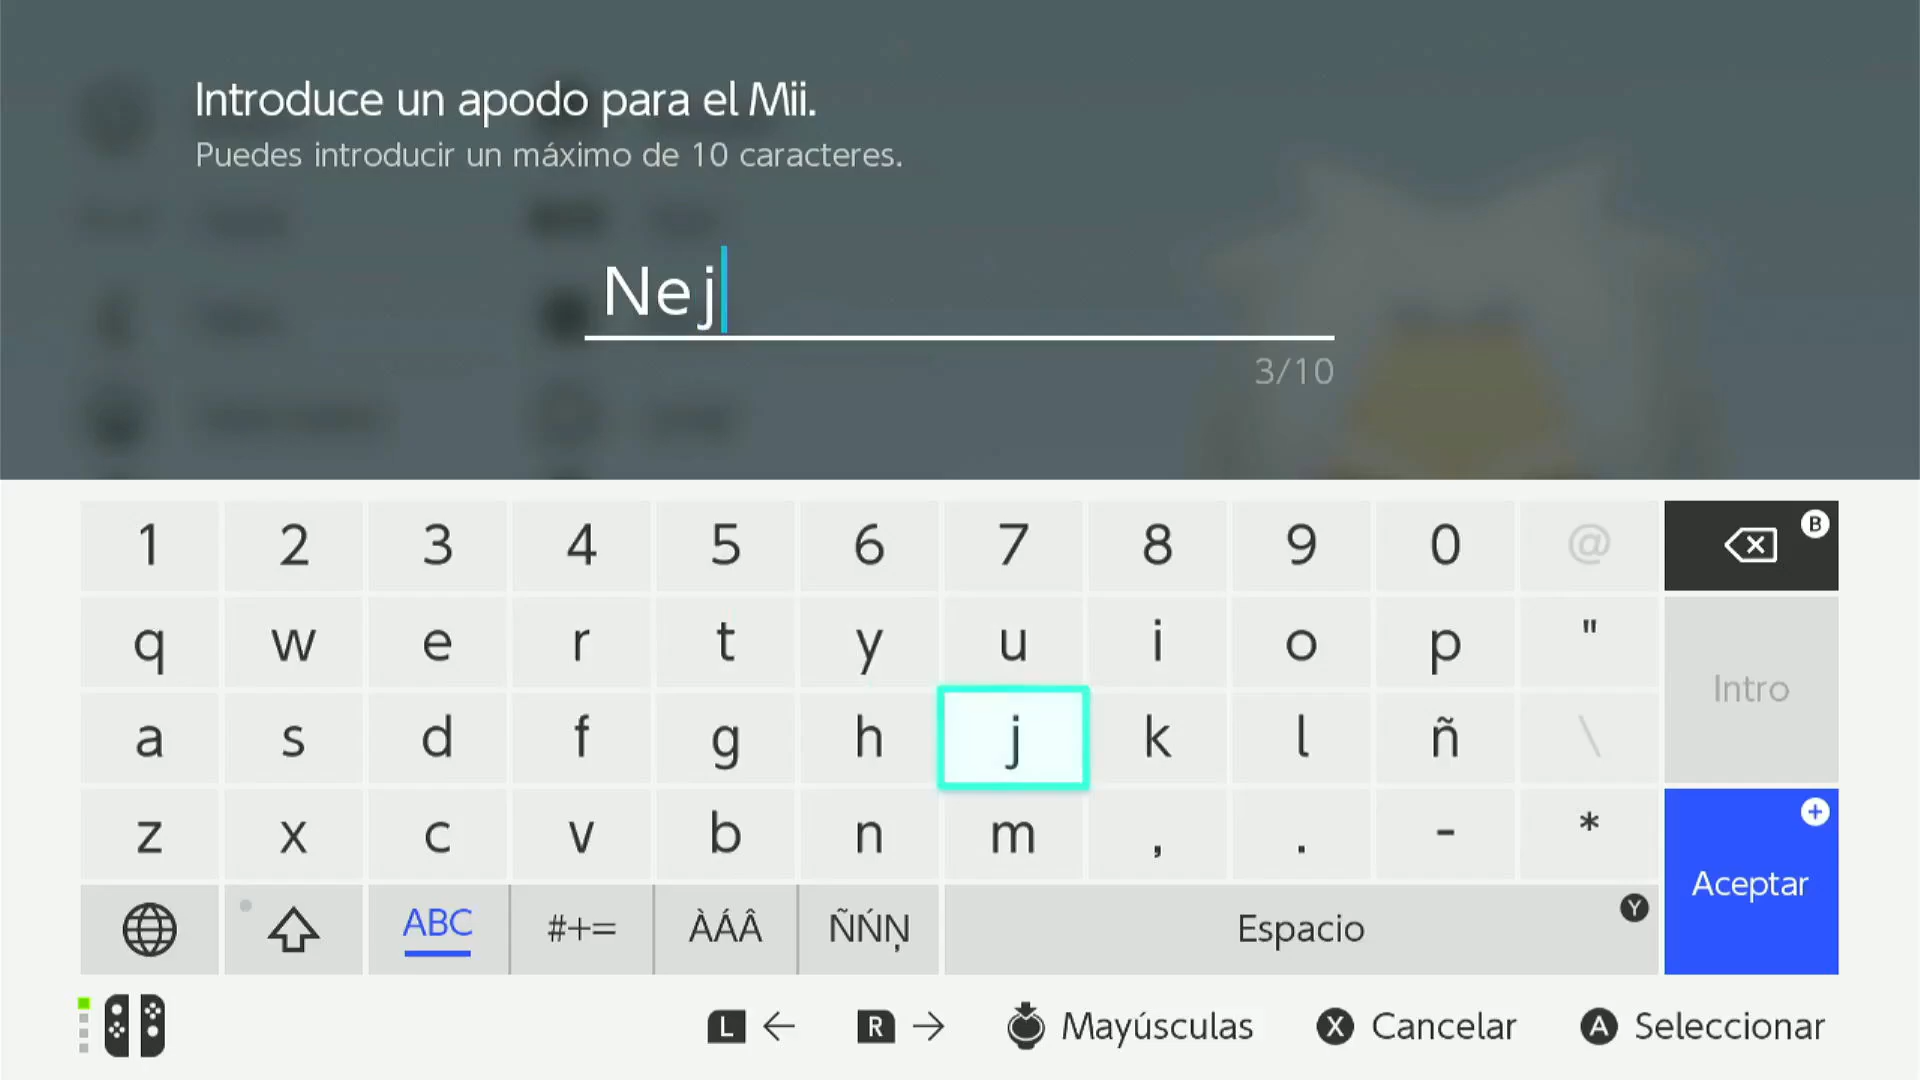 Introduce un apodo para el Mii.
Puedes introducir un máximo de 10 caracteres.
Nej
3/10
1 2 3 4 5 6 7 8 9 0 @ B
q w e r t y u i o p "
Intro
a s d f g h j k l ñ \
z x c v b n m , . - *
Aceptar
ABC #+= ÀÁÂ ÑŃŅ Espacio Y
L ← R → Mayúsculas X Cancelar A Seleccionar